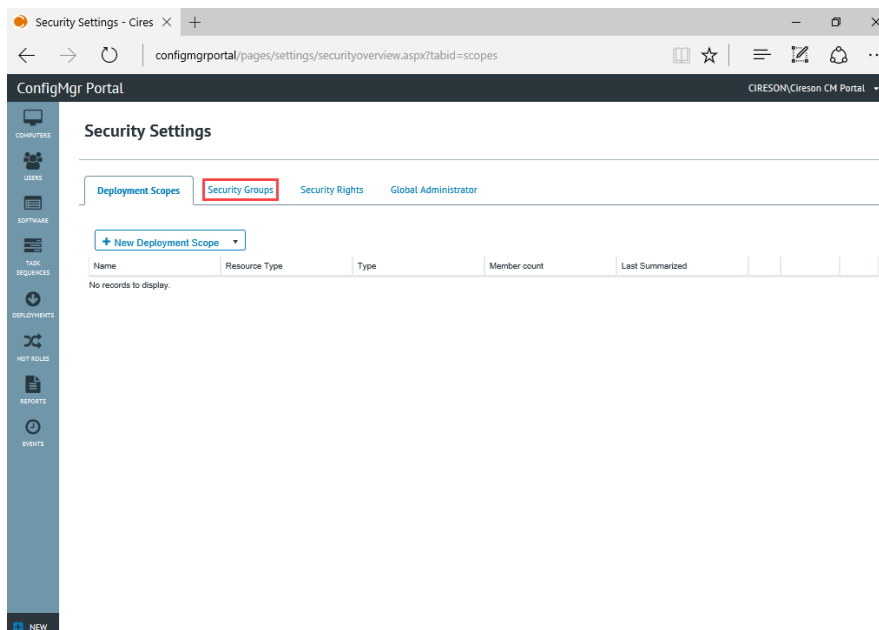 Security Settings - Cires
configmgrportal/pages/settings/securityoverview.aspx?tabid=scopes
ConfigMgr Portal
CIRESON\Cireson CM Portal
COMPUTERS
USERS
SOFTWARE
TASK
SEQUENCES
DEPLOYMENTS
MDT ROLES
REPORTS
EVENTS
NEW
Security Settings
Deployment Scopes Security Groups Security Rights Global Administrator
+ New Deployment Scope
Name Resource Type Type Member count Last Summarized
No records to display.